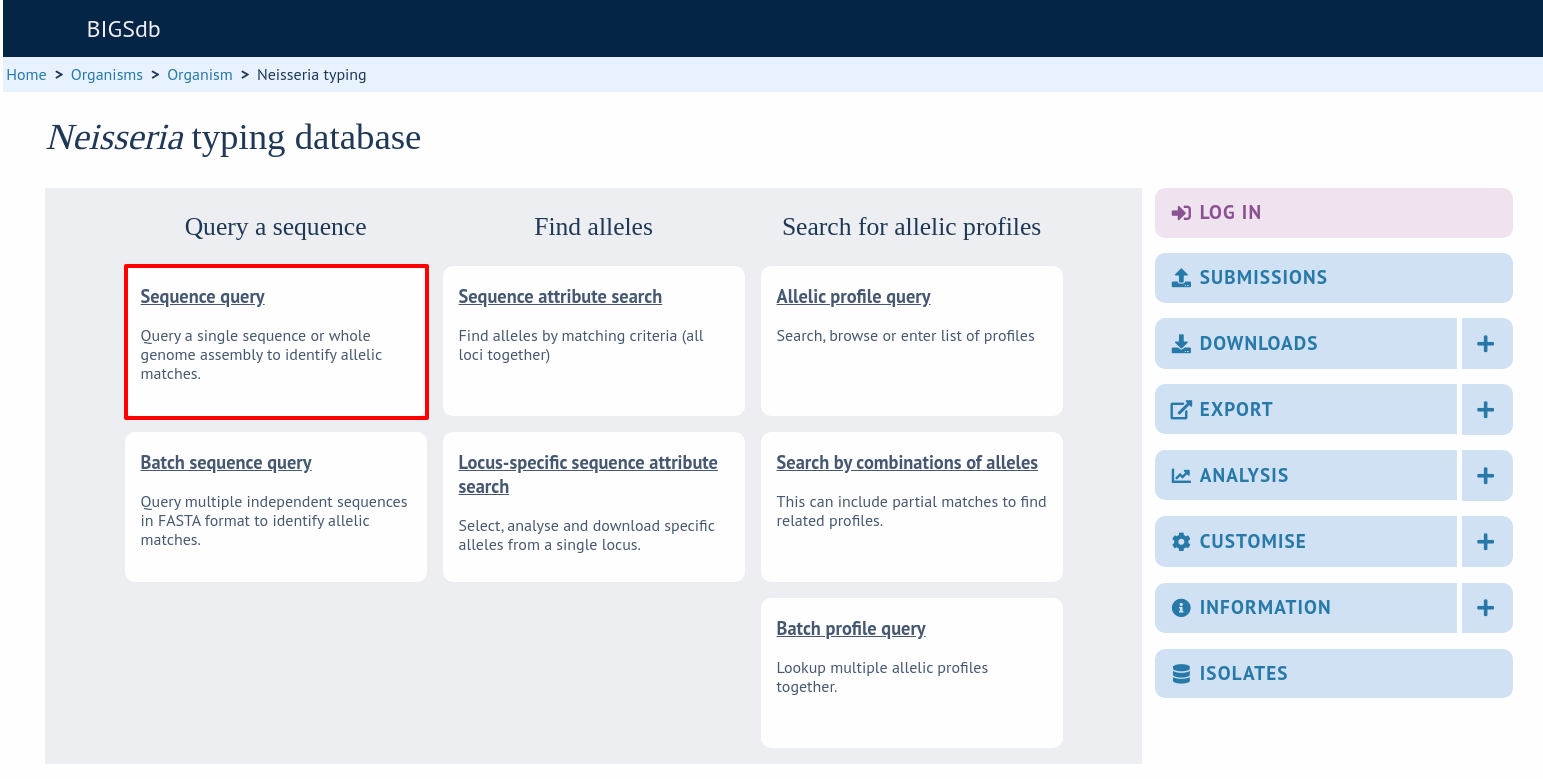 BIGSdb
Home > Organisms > Organism > Neisseria typing
Neisseria typing database
Query a sequence
Sequence query
Query a single sequence or whole
genome assembly to identify allelic
matches.
Batch sequence query
Query multiple independent sequences
in FASTA format to identify allelic
matches.
Find alleles
Sequence attribute search
Find alleles by matching criteria (all
loci together)
Locus-specific sequence attribute
search
Select, analyse and download specific
alleles from a single locus.
Search for allelic profiles
Allelic profile query
Search, browse or enter list of profiles
Search by combinations of alleles
This can include partial matches to find
related profiles.
Batch profile query
Lookup multiple allelic profiles
together.
LOG IN
SUBMISSIONS
DOWNLOADS +
EXPORT +
ANALYSIS +
CUSTOMISE +
INFORMATION +
ISOLATES